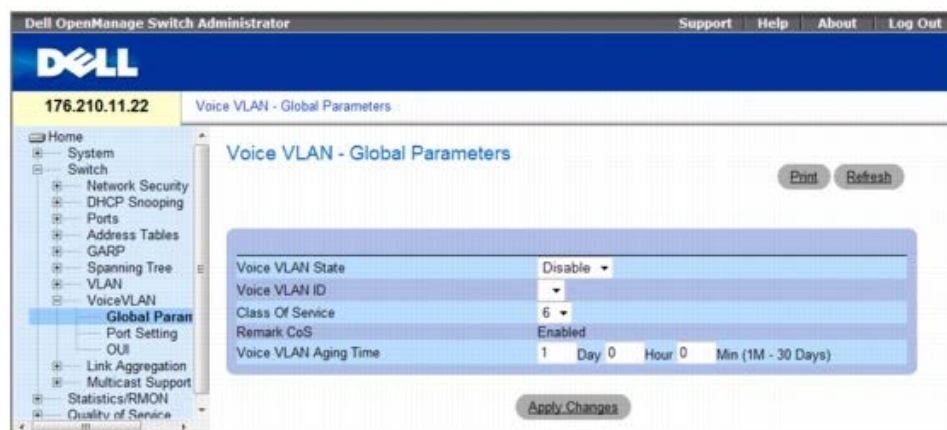 Dell OpenManage Switch Administrator Support Help About Log Out
DELL
176.210.11.22 Voice VLAN - Global Parameters
Home
System
Switch
Network Security
DHCP Snooping
Ports
Address Tables
GARP
Spanning Tree
VLAN
VoiceVLAN
Global Param
Port Setting
OUI
Link Aggregation
Multicast Support
Statistics/RMON
Quality of Service
Voice VLAN - Global Parameters
Print Refresh
Voice VLAN State Disable
Voice VLAN ID
Class Of Service 6
Remark CoS Enabled
Voice VLAN Aging Time 1 Day 0 Hour 0 Min (1M - 30 Days)
Apply Changes